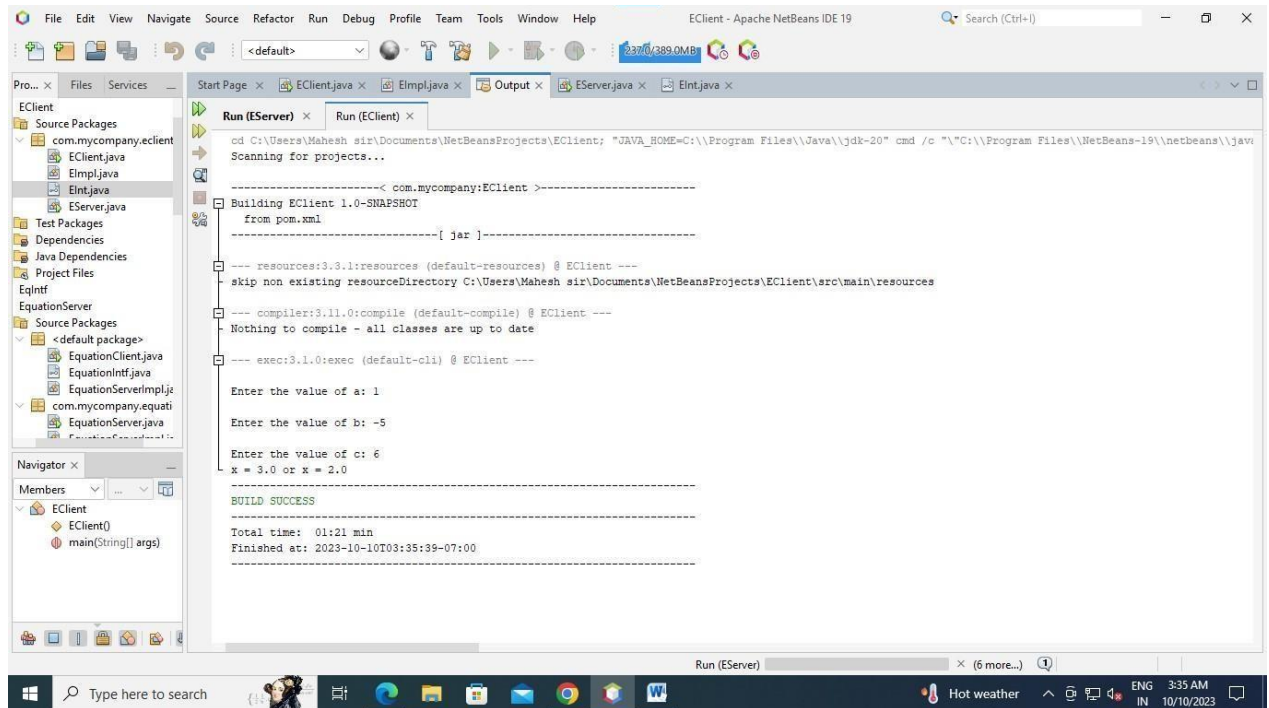 File Edit View Navigate Source Refactor Run Debug Profile Team Tools Window Help EClient - Apache NetBeans IDE 19 Search (Ctrl+I)
<default> 237.0/389.0MB
Pro... Files Services
Start Page EClient.java EImpl.java Output EServer.java EInt.java
EClient
Source Packages
com.mycompany.eclient
EClient.java
EImpl.java
EInt.java
EServer.java
Test Packages
Dependencies
Java Dependencies
Project Files
EqIntf
EquationServer
Source Packages
<default package>
EquationClient.java
EquationIntf.java
EquationServerImpl.ja
com.mycompany.equati
EquationServer.java
Navigator
Members ...
EClient
EClient()
main(String[] args)
Run (EServer) Run (EClient)
cd C:\Users\Mahesh sir\Documents\NetBeansProjects\EClient; "JAVA_HOME=C:\\Program Files\\Java\\jdk-20" cmd /c "\"C:\\Program Files\\NetBeans-19\\netbeans\\java
Scanning for projects...
-----------------------< com.mycompany:EClient >------------------------
Building EClient 1.0-SNAPSHOT
from pom.xml
--------------------------------[ jar ]---------------------------------
--- resources:3.3.1:resources (default-resources) @ EClient ---
skip non existing resourceDirectory C:\Users\Mahesh sir\Documents\NetBeansProjects\EClient\src\main\resources
--- compiler:3.11.0:compile (default-compile) @ EClient ---
Nothing to compile - all classes are up to date
--- exec:3.1.0:exec (default-cli) @ EClient ---
Enter the value of a: 1
Enter the value of b: -5
Enter the value of c: 6
x = 3.0 or x = 2.0
------------------------------------------------------------------------
BUILD SUCCESS
------------------------------------------------------------------------
Total time: 01:21 min
Finished at: 2023-10-10T03:35:39-07:00
------------------------------------------------------------------------
Run (EServer) (6 more...) 1
Type here to search Hot weather ENG 3:35 AM
IN 10/10/2023